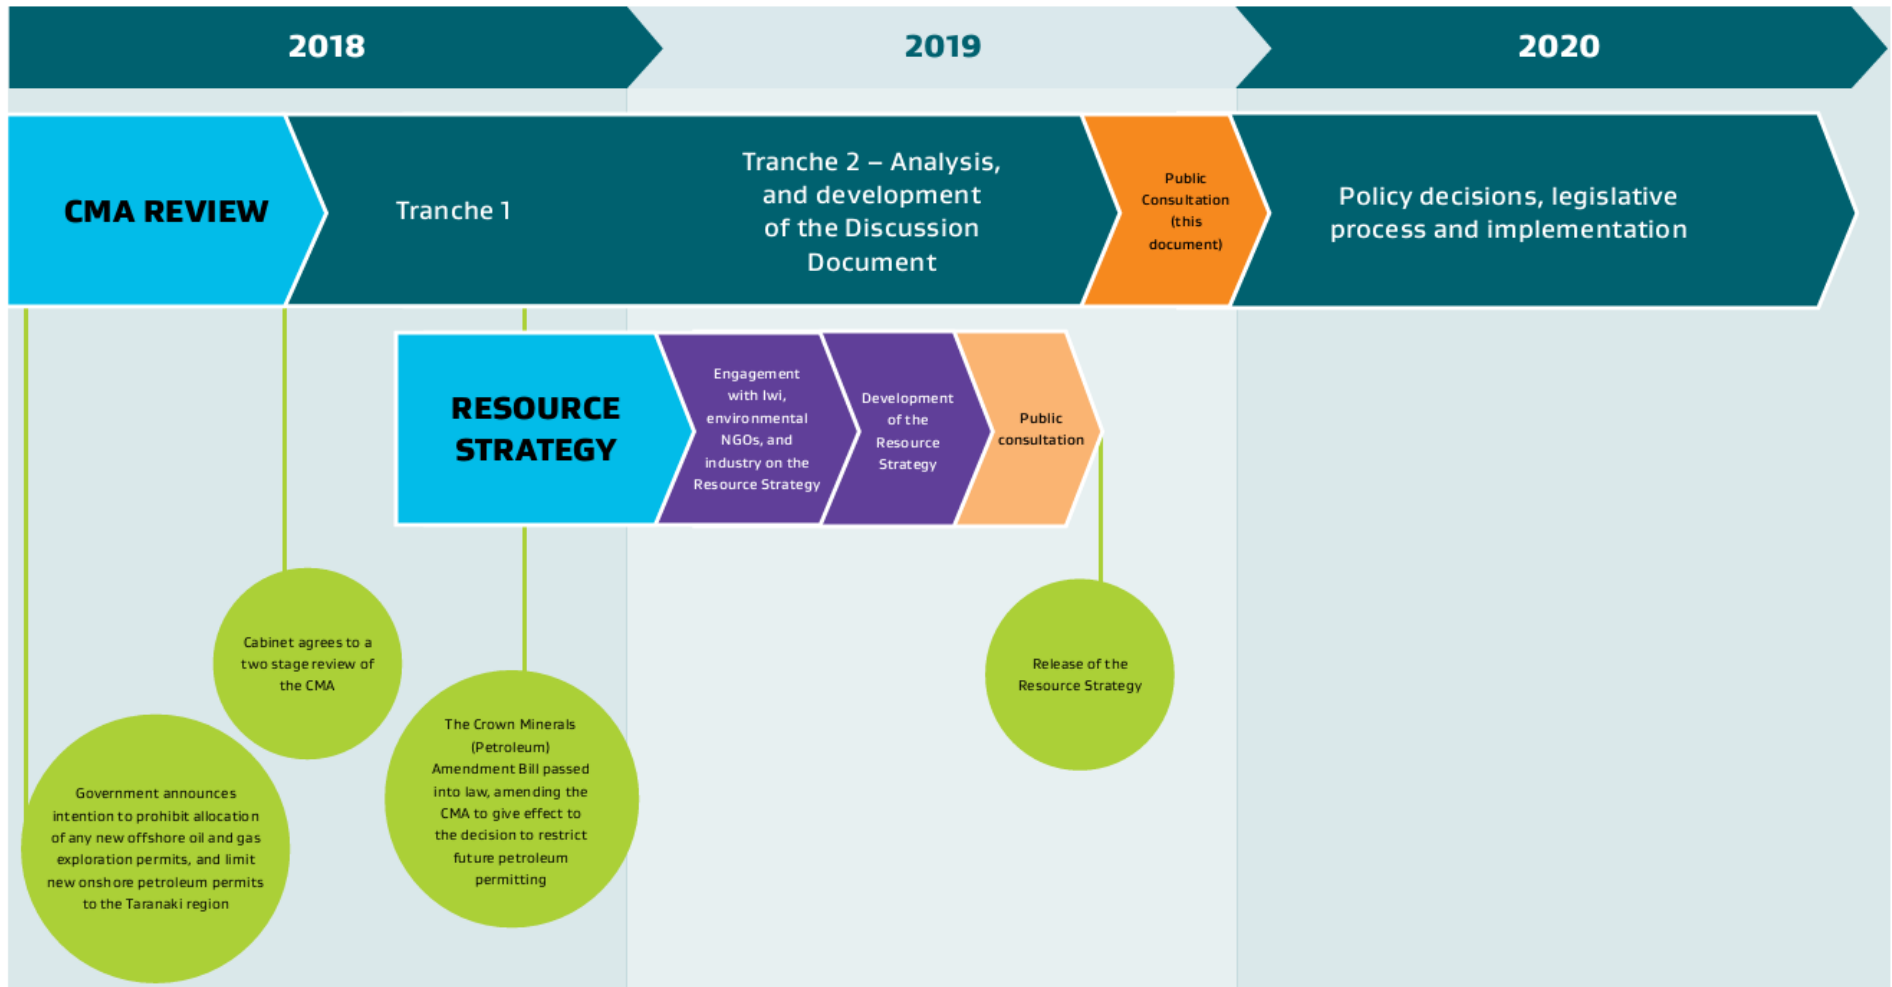 2018
2019
2020
CMA REVIEW
Tranche 1
Tranche 2 – Analysis,
and development
of the Discussion
Document
Public
Consultation
(this
document)
Policy decisions, legislative
process and implementation
RESOURCE
STRATEGY
Engagement
with Iwi,
environmental
NGOs, and
industry on the
Resource Strategy
Development
of the
Resource
Strategy
Public
consultation
Cabinet agrees to a
two stage review of
the CMA
Release of the
Resource Strategy
The Crown Minerals
(Petroleum)
Amendment Bill passed
into law, amending the
CMA to give effect to
the decision to restrict
future petroleum
permitting
Government announces
intention to prohibit allocation
of any new offshore oil and gas
exploration permits, and limit
new onshore petroleum permits
to the Taranaki region